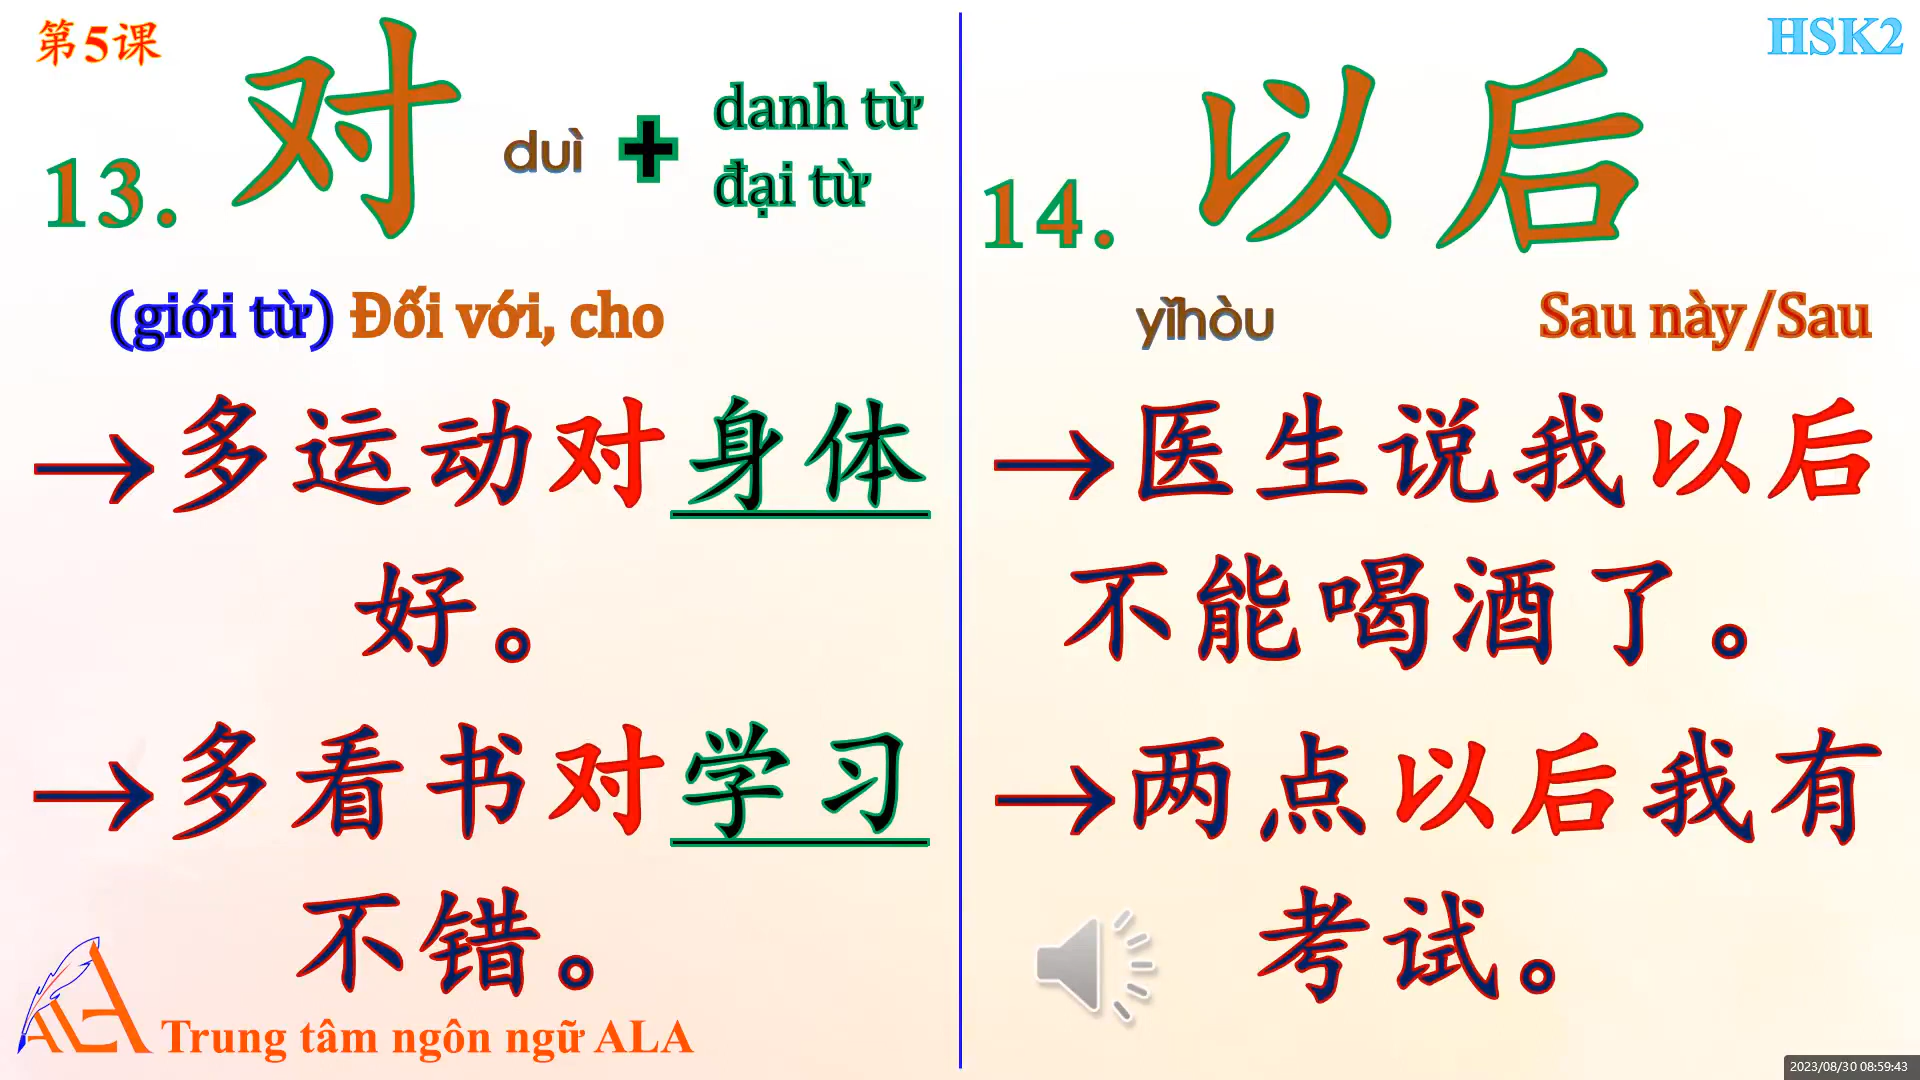 第5课
13. 对 duì + danh từ
đại từ
(giới từ) Đối với, cho
→多运动对身体
好。
→多看书对学习
不错。
ALA Trung tâm ngôn ngữ ALA
HSK2
14. 以后
yǐhòu Sau này/Sau
→医生说我以后
不能喝酒了。
→两点以后我有
考试。
2023/08/30 08:59:43